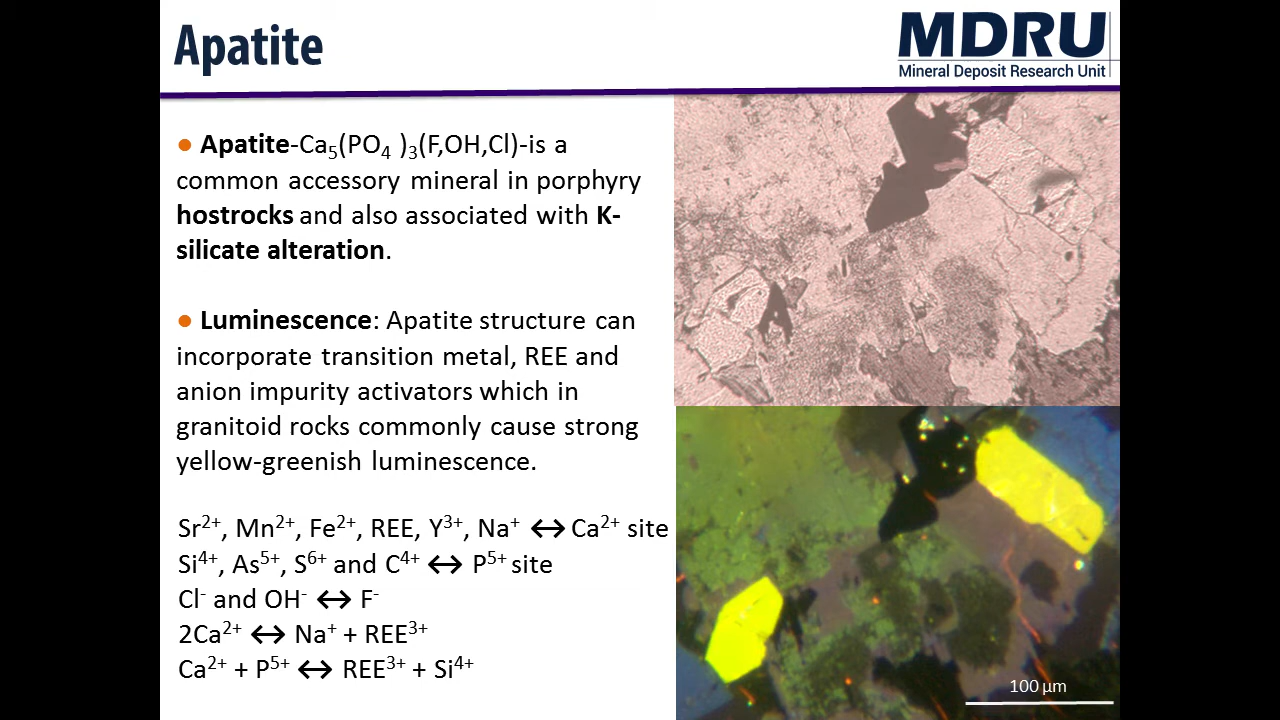 Apatite
MDRU
Mineral Deposit Research Unit
● Apatite-Ca₅(PO₄ )₃(F,OH,Cl)-is a
common accessory mineral in porphyry
hostrocks and also associated with K-
silicate alteration.
● Luminescence: Apatite structure can
incorporate transition metal, REE and
anion impurity activators which in
granitoid rocks commonly cause strong
yellow-greenish luminescence.
Sr²⁺, Mn²⁺, Fe²⁺, REE, Y³⁺, Na⁺ ↔ Ca²⁺ site
Si⁴⁺, As⁵⁺, S⁶⁺ and C⁴⁺ ↔ P⁵⁺ site
Cl⁻ and OH⁻ ↔ F⁻
2Ca²⁺ ↔ Na⁺ + REE³⁺
Ca²⁺ + P⁵⁺ ↔ REE³⁺ + Si⁴⁺
100 µm